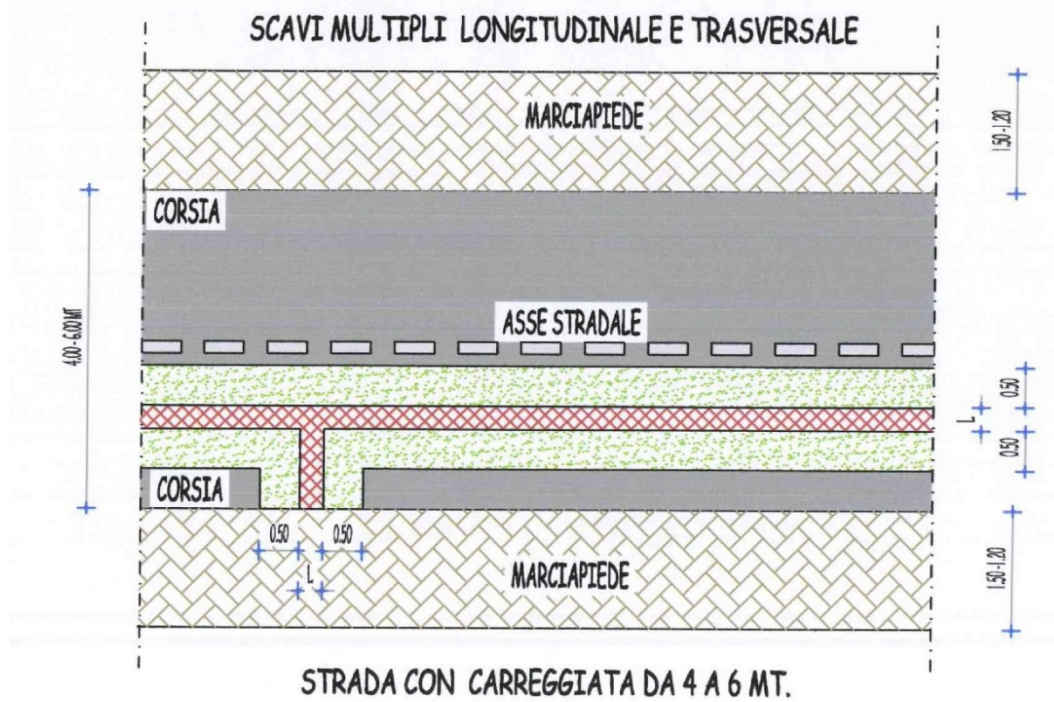 SCAVI MULTIPLI LONGITUDINALE E TRASVERSALE
MARCIAPIEDE
1.50 -1.20
CORSIA
4.00 - 6.00 MT
ASSE STRADALE
0.50
L
0.50
CORSIA
0.50
0.50
L
MARCIAPIEDE
1.50 -1.20
STRADA CON CARREGGIATA DA 4 A 6 MT.